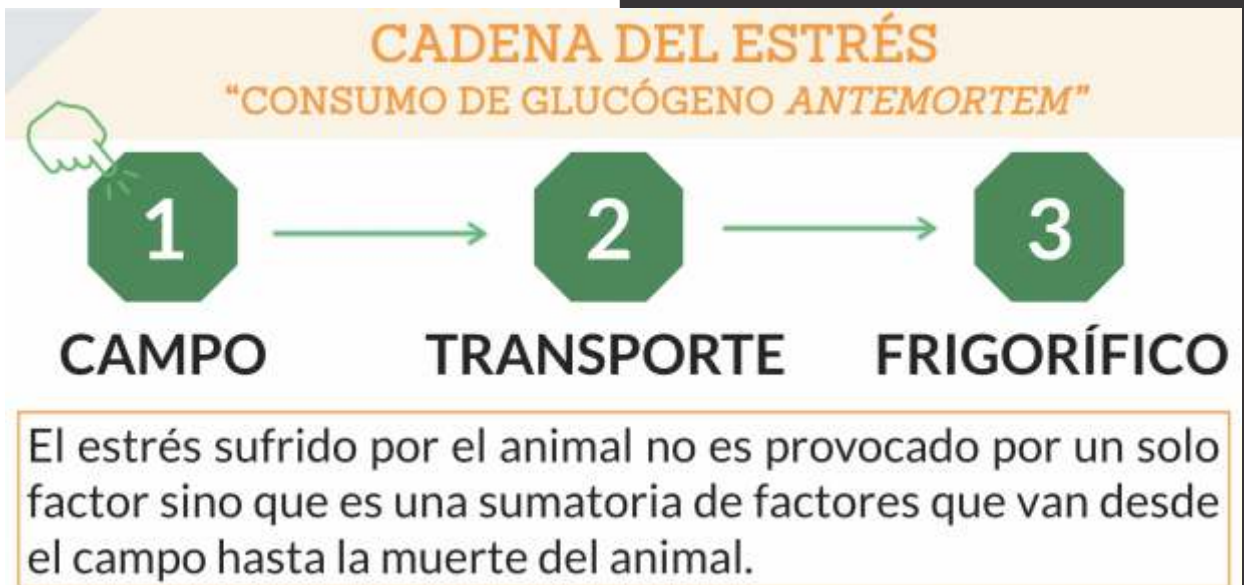 CADENA DEL ESTRÉS
"CONSUMO DE GLUCÓGENO ANTEMORTEM"
1
2
3
CAMPO
TRANSPORTE
FRIGORÍFICO
El estrés sufrido por el animal no es provocado por un solo
factor sino que es una sumatoria de factores que van desde
el campo hasta la muerte del animal.